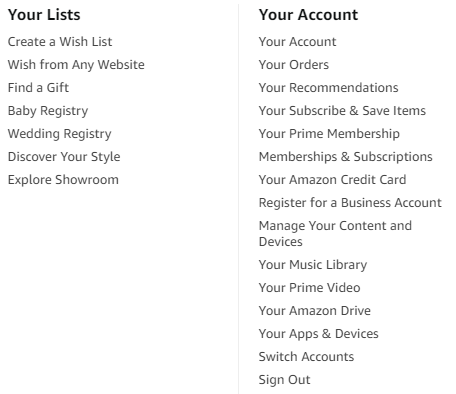 Your Lists
Create a Wish List
Wish from Any Website
Find a Gift
Baby Registry
Wedding Registry
Discover Your Style
Explore Showroom
Your Account
Your Account
Your Orders
Your Recommendations
Your Subscribe & Save Items
Your Prime Membership
Memberships & Subscriptions
Your Amazon Credit Card
Register for a Business Account
Manage Your Content and
Devices
Your Music Library
Your Prime Video
Your Amazon Drive
Your Apps & Devices
Switch Accounts
Sign Out